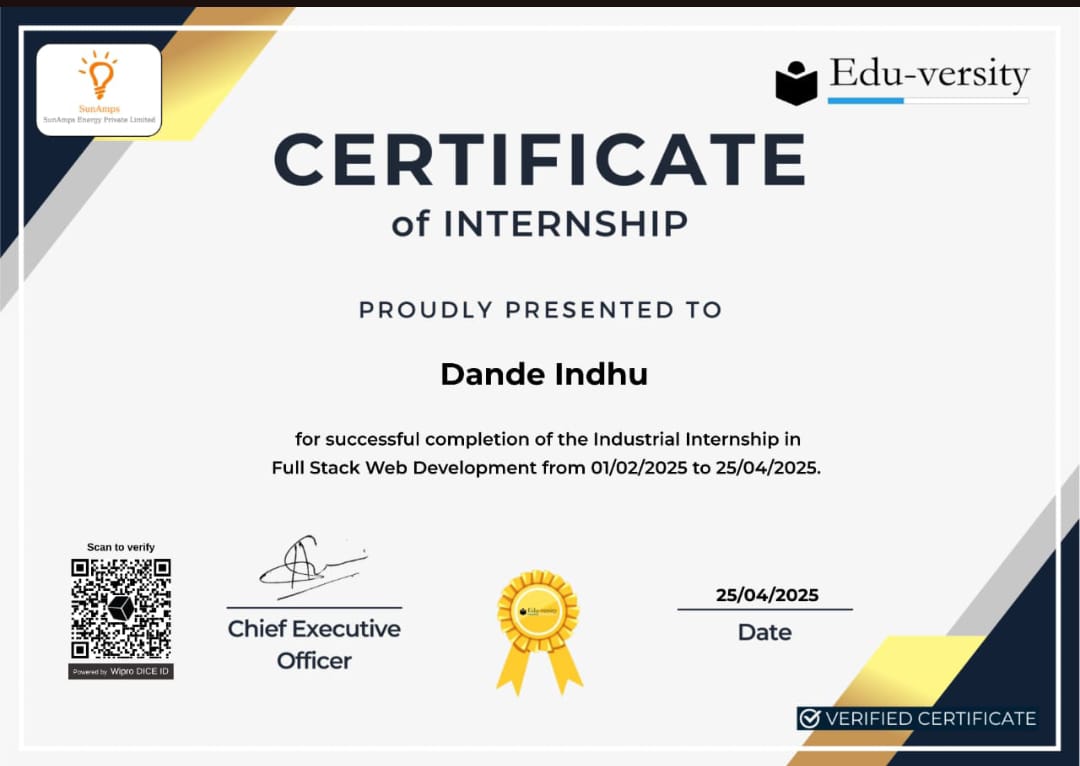 SunAmps
SunAmps Energy Private Limited
Edu-versity
CERTIFICATE
of INTERNSHIP
PROUDLY PRESENTED TO
Dande Indhu
for successful completion of the Industrial Internship in
Full Stack Web Development from 01/02/2025 to 25/04/2025.
Scan to verify
Powered by Wipro DICE ID
Chief Executive
Officer
Edu-versity
25/04/2025
Date
VERIFIED CERTIFICATE